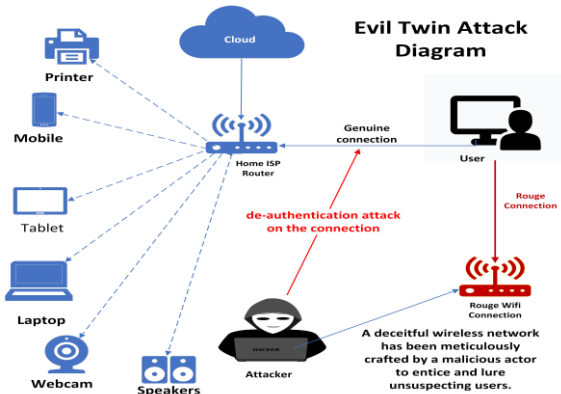 Evil Twin Attack
Diagram
Cloud
Printer
Mobile
Tablet
Laptop
Webcam
Speakers
Home ISP
Router
Genuine
connection
User
Rouge
Connection
de-authentication attack
on the connection
HACKER
Attacker
Rouge Wifi
Connection
A deceitful wireless network
has been meticulously
crafted by a malicious actor
to entice and lure
unsuspecting users.